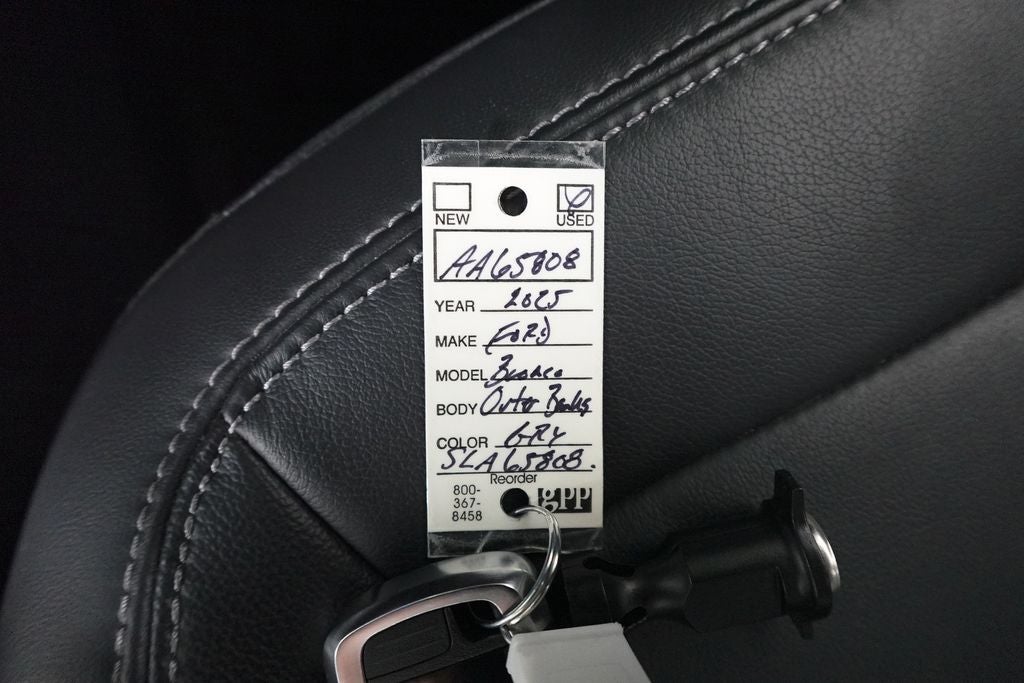 NEW USED
AA65808
YEAR 2025
MAKE FORD
MODEL Bronco
BODY Outer Banks
COLOR GRY
SLA65808.
Reorder
800-
367-
8458
gpp